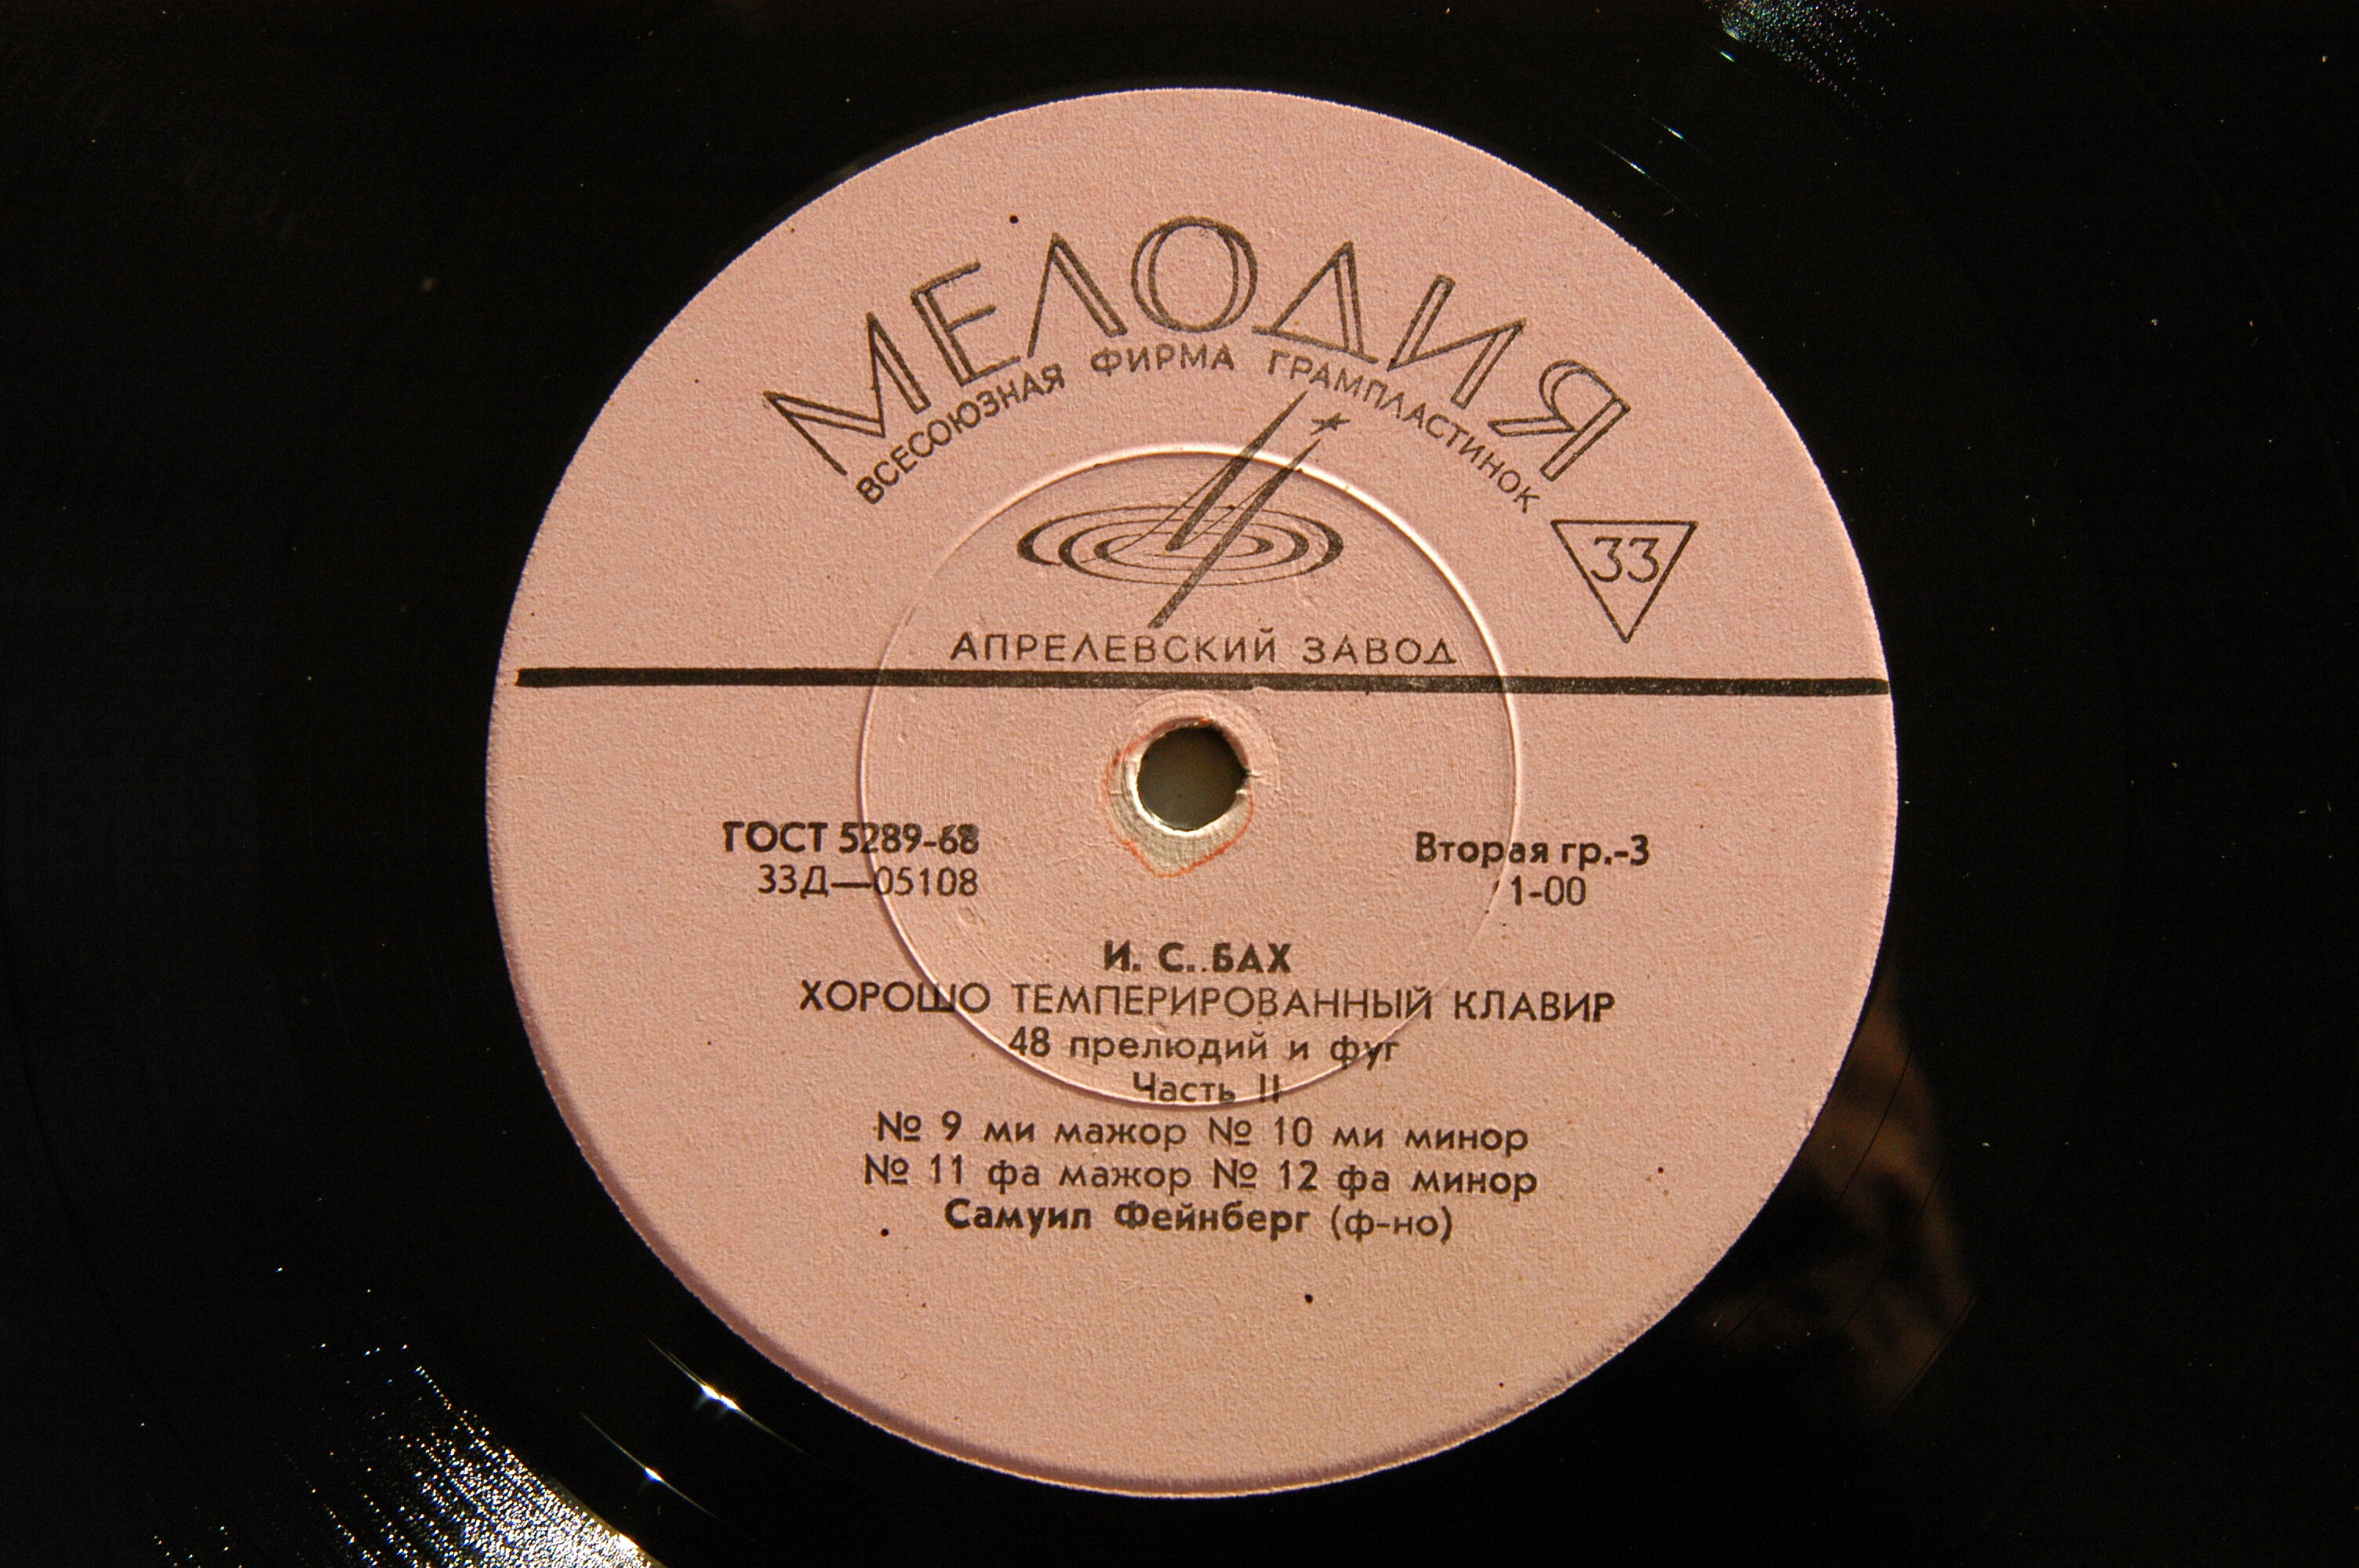 МЕЛОДИЯ
ВСЕСОЮЗНАЯ ФИРМА ГРАМПЛАСТИНОК
33
АПРЕЛЕВСКИЙ ЗАВОД
ГОСТ 5289-68
33Д—05108
Вторая гр.-3
1-00
И. С. БАХ
ХОРОШО ТЕМПЕРИРОВАННЫЙ КЛАВИР
48 прелюдий и фуг
Часть II
№ 9 ми мажор № 10 ми минор
№ 11 фа мажор № 12 фа минор
Самуил Фейнберг (ф-но)